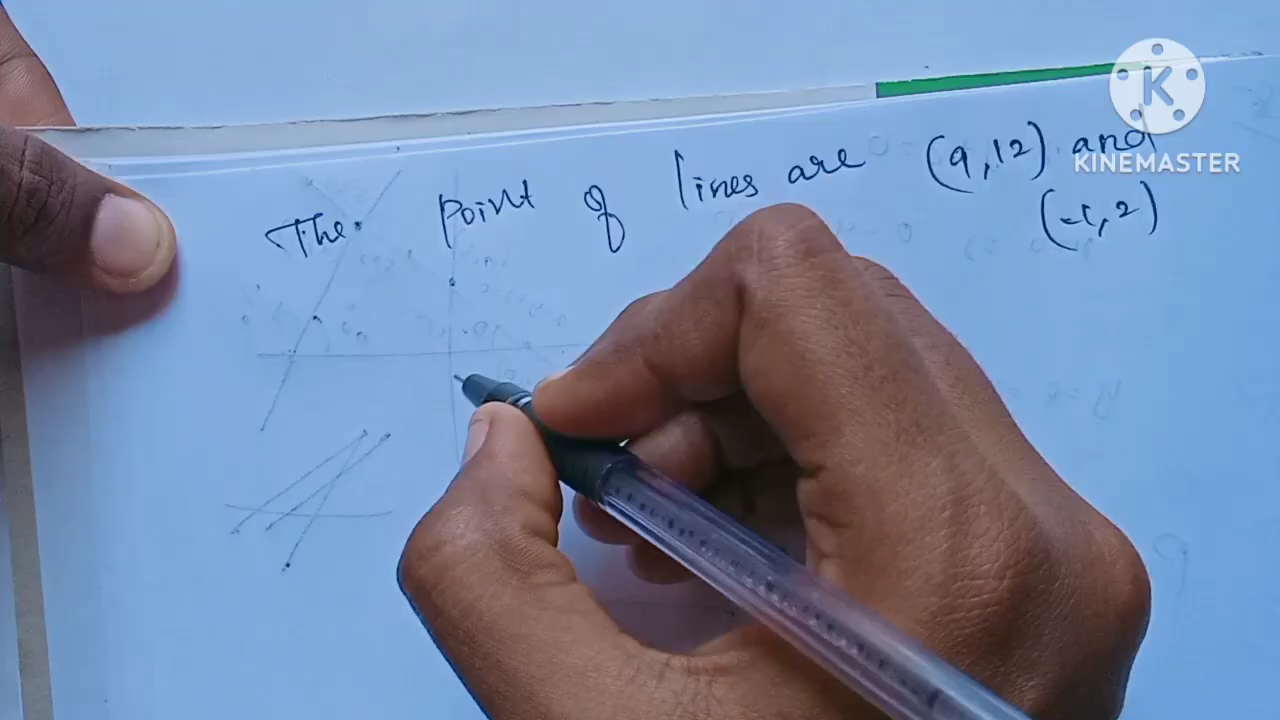 The point of lines are (9,12) and
(-1,2)
KINEMASTER